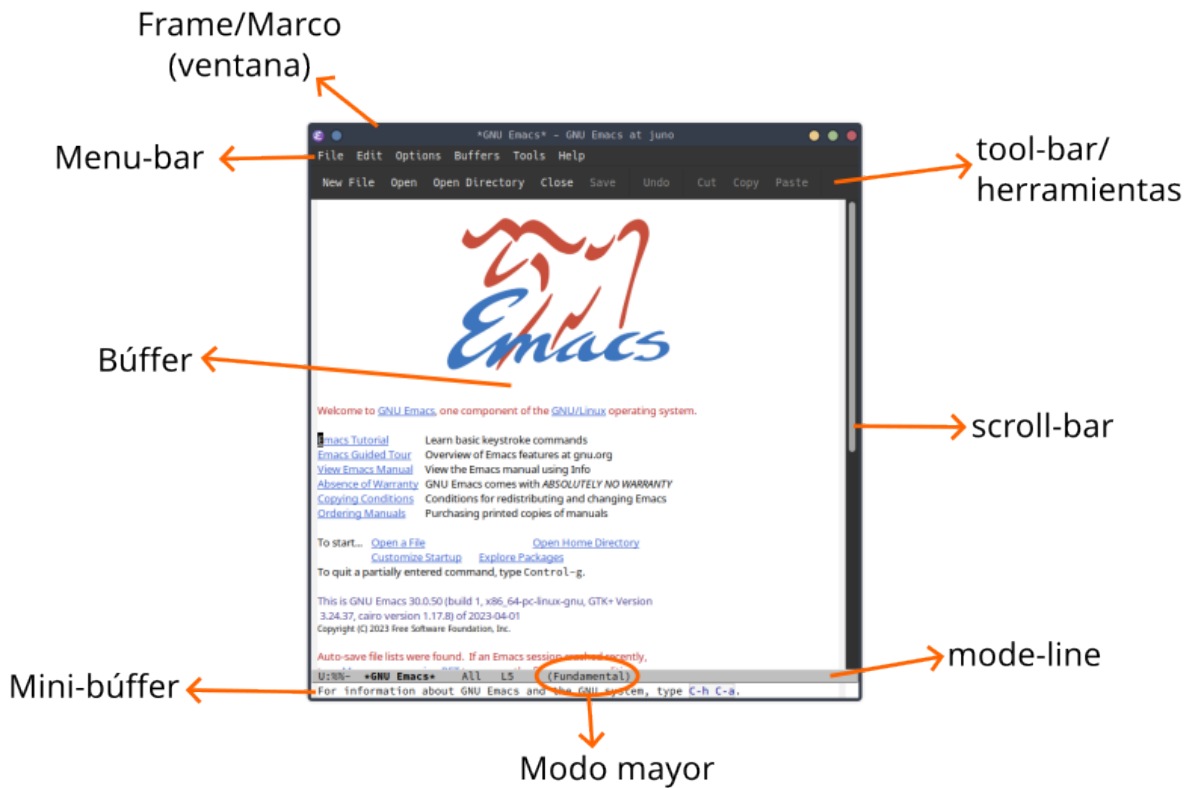 Frame/Marco
(ventana)
*GNU Emacs* - GNU Emacs at juno
Menu-bar
File Edit Options Buffers Tools Help
tool-bar/
herramientas
New File Open Open Directory Close Save Undo Cut Copy Paste
Emacs
Búffer
Welcome to GNU Emacs, one component of the GNU/Linux operating system.
scroll-bar
Emacs Tutorial Learn basic keystroke commands
Emacs Guided Tour Overview of Emacs features at gnu.org
View Emacs Manual View the Emacs manual using Info
Absence of Warranty GNU Emacs comes with ABSOLUTELY NO WARRANTY
Copying Conditions Conditions for redistributing and changing Emacs
Ordering Manuals Purchasing printed copies of manuals
To start... Open a File Open Home Directory
Customize Startup Explore Packages
To quit a partially entered command, type Control-g.
This is GNU Emacs 30.0.50 (build 1, x86_64-pc-linux-gnu, GTK+ Version
3.24.37, cairo version 1.17.8) of 2023-04-01
Copyright (C) 2023 Free Software Foundation, Inc.
Auto-save file lists were found. If an Emacs session crashed recently,
mode-line
U:%%- *GNU Emacs* All L5 (Fundamental)
Mini-búffer
For information about GNU Emacs and the GNU system, type C-h C-a.
Modo mayor